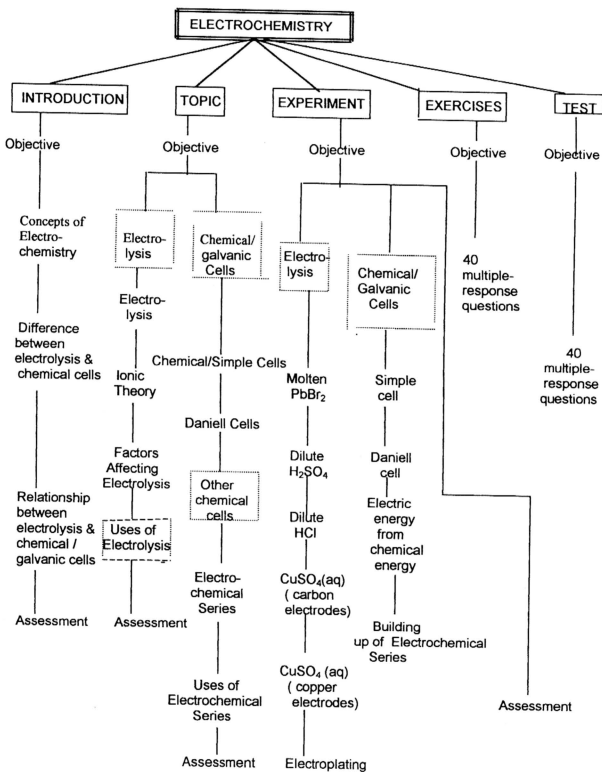 ELECTROCHEMISTRY
INTRODUCTION
TOPIC
EXPERIMENT
EXERCISES
TEST
Objective
Objective
Objective
Objective
Objective
Concepts of
Electro-
chemistry
Difference
between
electrolysis &
chemical cells
Relationship
between
electrolysis &
chemical /
galvanic cells
Assessment
Electro-
lysis
Electro-
lysis
Ionic
Theory
Factors
Affecting
Electrolysis
Uses of
Electrolysis
Assessment
Chemical/
galvanic
Cells
Chemical/Simple Cells
Daniell Cells
Other
chemical
cells
Electro-
chemical
Series
Uses of
Electrochemical
Series
Assessment
Electro-
lysis
Molten
PbBr₂
Dilute
H₂SO₄
Dilute
HCl
CuSO₄(aq)
( carbon
electrodes)
CuSO₄ (aq)
( copper
electrodes)
Electroplating
Chemical/
Galvanic
Cells
Simple
cell
Daniell
cell
Electric
energy
from
chemical
energy
Building
up of Electrochemical
Series
Assessment
40
multiple-
response
questions
40
multiple-
response
questions